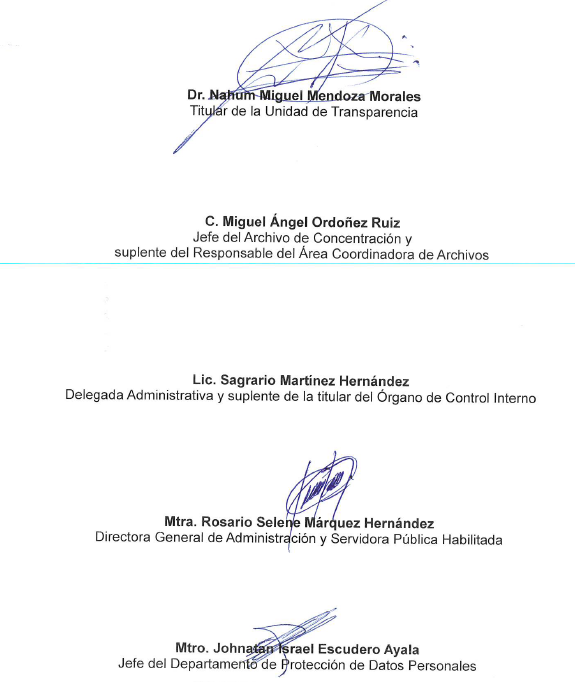 Dr. Nahum Miguel Mendoza Morales
Titular de la Unidad de Transparencia
C. Miguel Ángel Ordoñez Ruiz
Jefe del Archivo de Concentración y
suplente del Responsable del Área Coordinadora de Archivos
Lic. Sagrario Martínez Hernández
Delegada Administrativa y suplente de la titular del Órgano de Control Interno
Mtra. Rosario Selene Márquez Hernández
Directora General de Administración y Servidora Pública Habilitada
Mtro. Johnatan Israel Escudero Ayala
Jefe del Departamento de Protección de Datos Personales